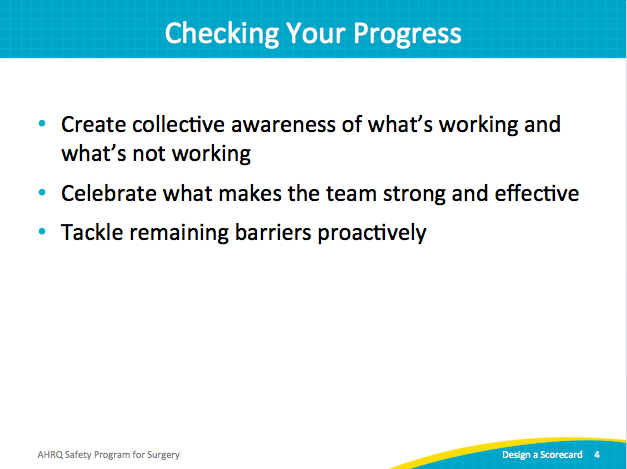 Checking Your Progress
• Create collective awareness of what’s working and
what’s not working
• Celebrate what makes the team strong and effective
• Tackle remaining barriers proactively
AHRQ Safety Program for Surgery
Design a Scorecard 4